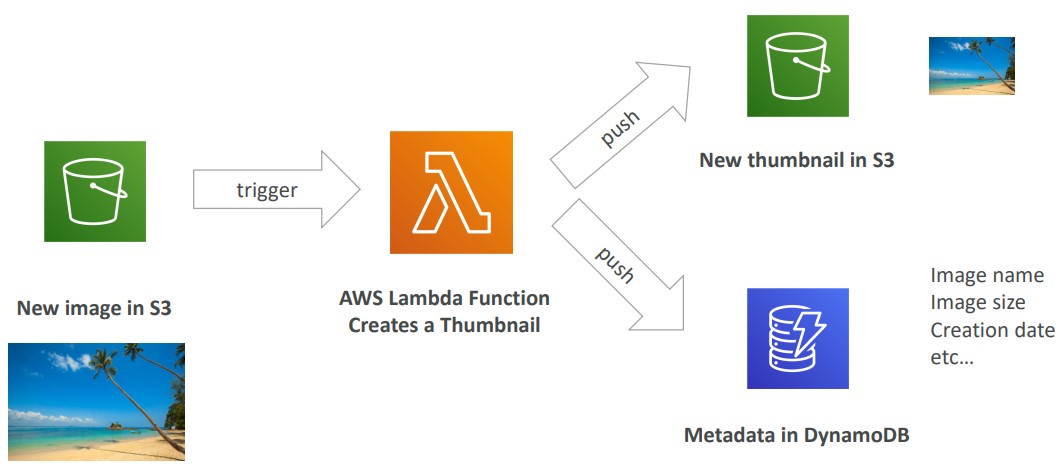 New image in S3
trigger
AWS Lambda Function
Creates a Thumbnail
push
New thumbnail in S3
push
Image name
Image size
Creation date
etc…
Metadata in DynamoDB